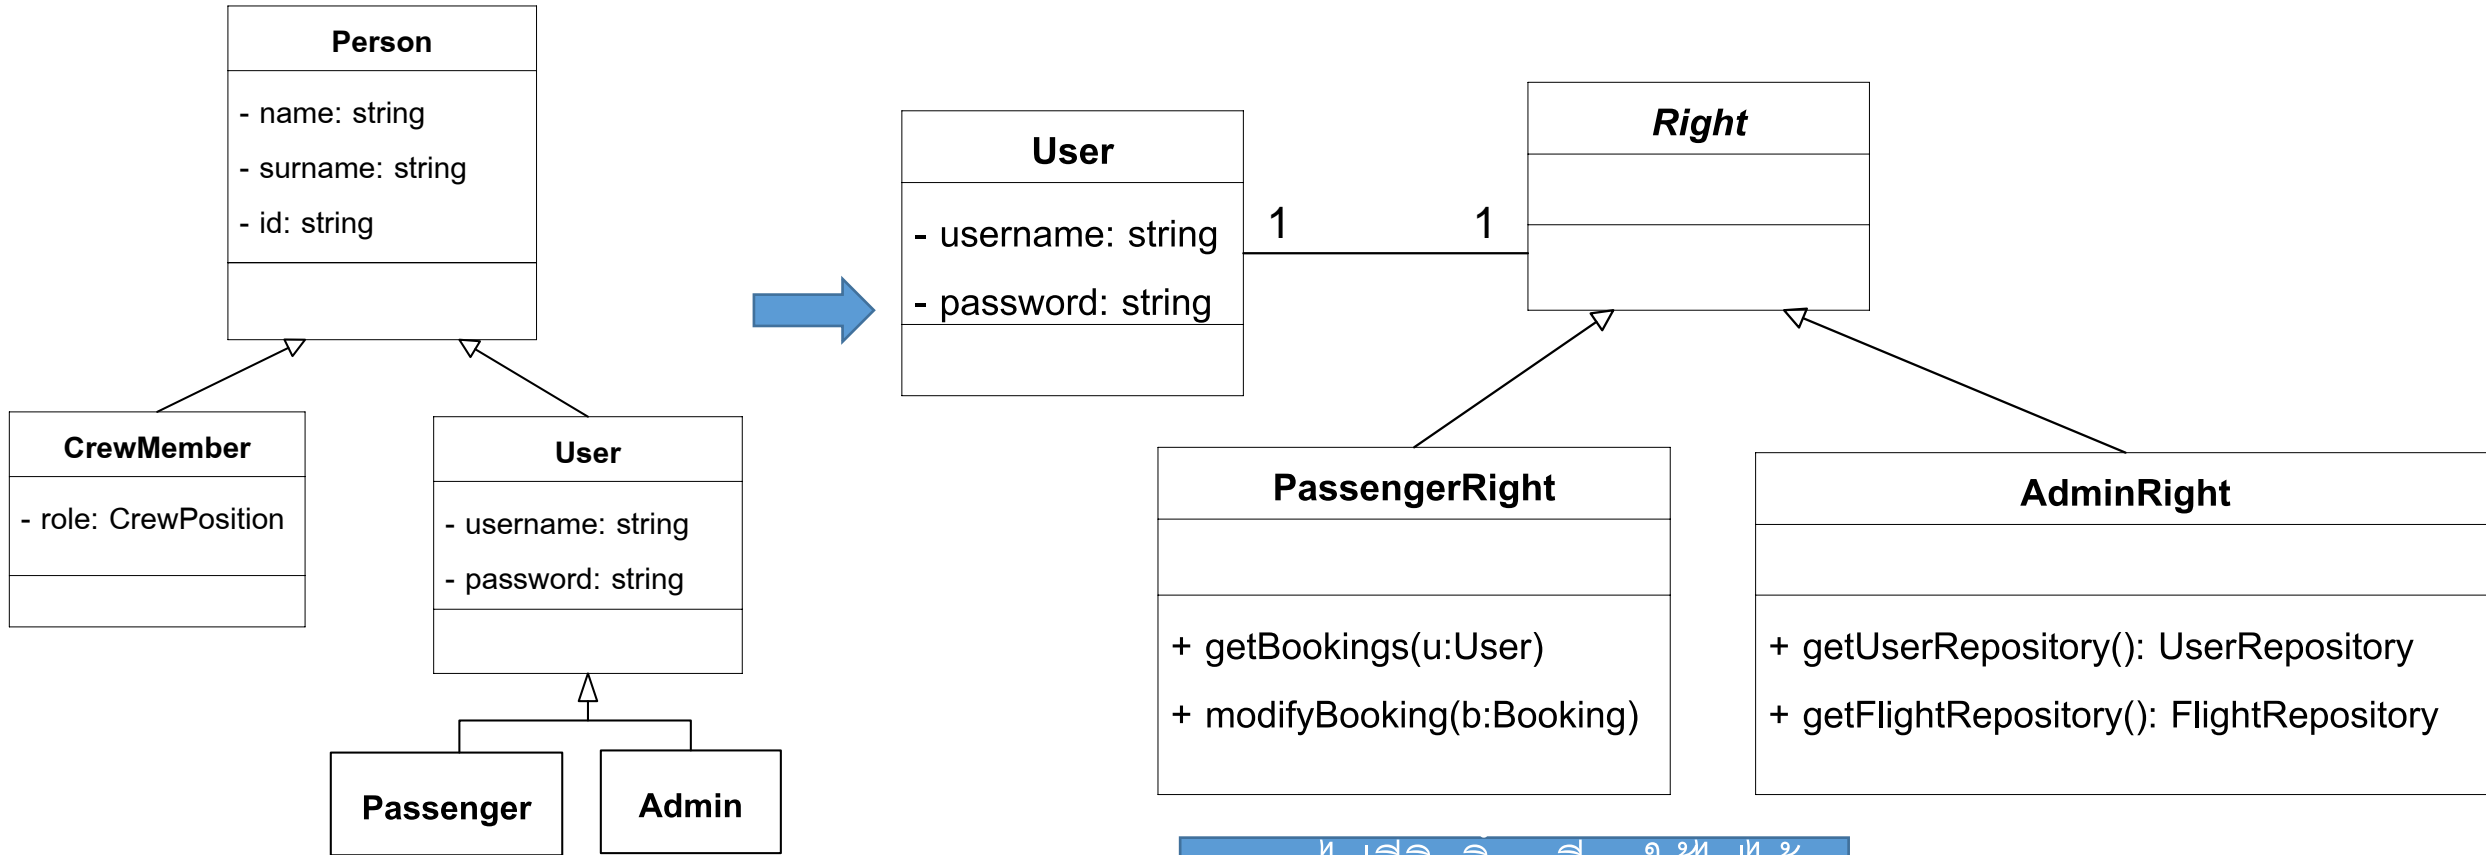 Person
- name: string
- surname: string
- id: string
CrewMember
- role: CrewPosition
User
- username: string
- password: string
Passenger
Admin
User
- username: string
- password: string
1
1
Right
PassengerRight
+ getBookings(u:User)
+ modifyBooking(b:Booking)
AdminRight
+ getUserRepository(): UserRepository
+ getFlightRepository(): FlightRepository